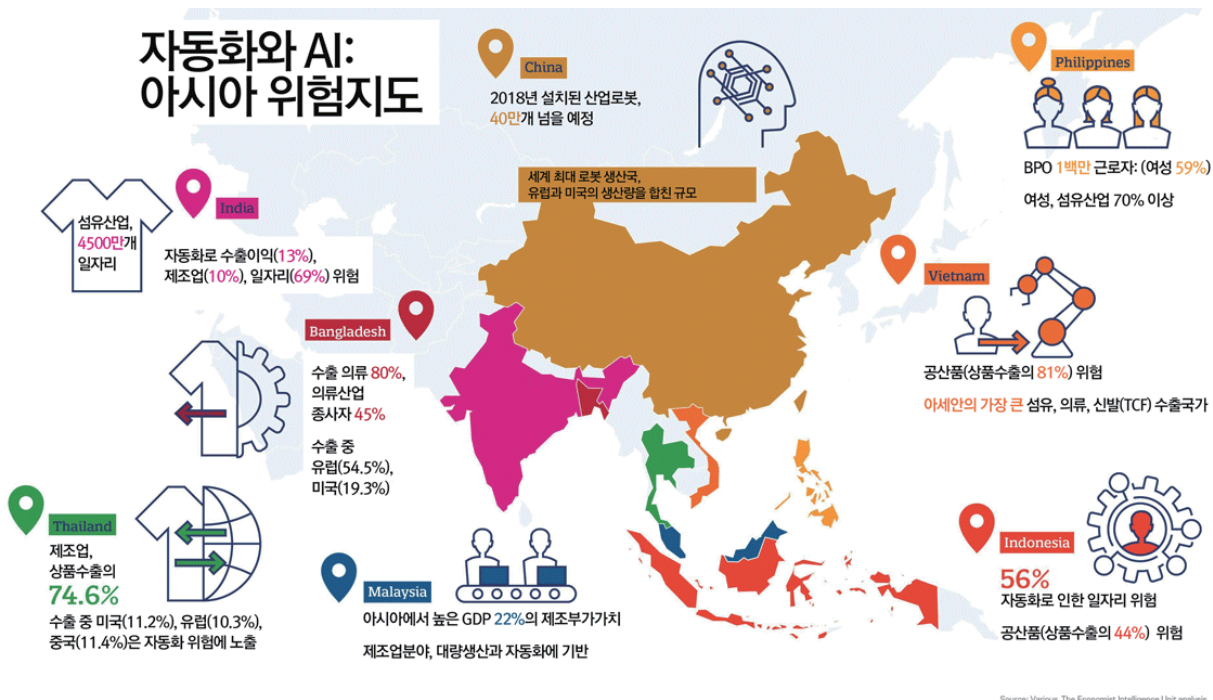 자동화와 AI:
아시아 위험지도
China
2018년 설치된 산업로봇,
40만개 넘을 예정
세계 최대 로봇 생산국,
유럽과 미국의 생산량을 합친 규모
Philippines
BPO 1백만 근로자: (여성 59%)
여성, 섬유산업 70% 이상
India
섬유산업,
4500만개
일자리
자동화로 수출이익(13%),
제조업(10%), 일자리(69%) 위험
Vietnam
공산품(상품수출의 81%) 위험
아세안의 가장 큰 섬유, 의류, 신발(TCF) 수출국가
Bangladesh
수출 의류 80%,
의류산업
종사자 45%
수출 중
유럽(54.5%),
미국(19.3%)
Thailand
제조업,
상품수출의
74.6%
수출 중 미국(11.2%), 유럽(10.3%),
중국(11.4%)은 자동화 위험에 노출
Malaysia
아시아에서 높은 GDP 22%의 제조부가가치
제조업분야, 대량생산과 자동화에 기반
Indonesia
56%
자동화로 인한 일자리 위험
공산품(상품수출의 44%) 위험
Source: Various, The Economist Intelligence Unit analysis